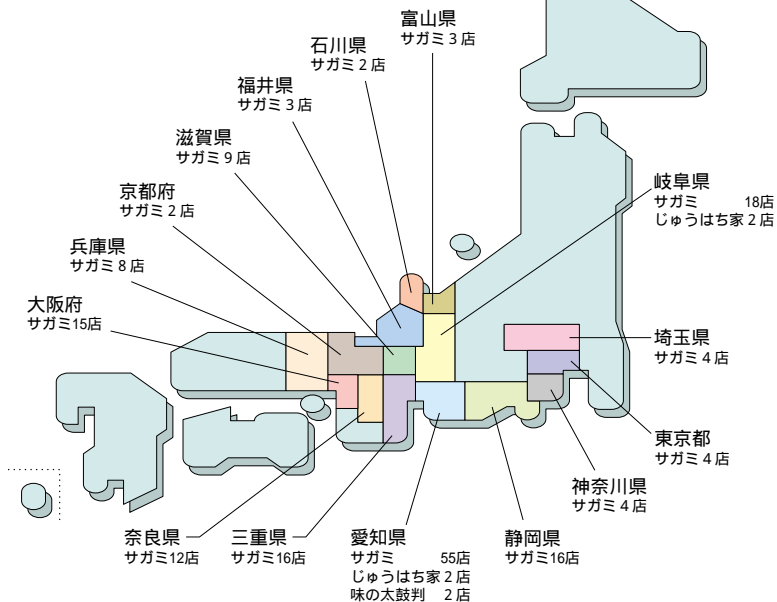 富山県
サガミ３店
石川県
サガミ２店
福井県
サガミ３店
滋賀県
サガミ９店
京都府
サガミ２店
兵庫県
サガミ８店
大阪府
サガミ15店
岐阜県
サガミ 18店
じゅうはち家２店
埼玉県
サガミ４店
東京都
サガミ４店
神奈川県
サガミ４店
奈良県
サガミ12店
三重県
サガミ16店
愛知県
サガミ 55店
じゅうはち家２店
味の太鼓判 ２店
静岡県
サガミ16店